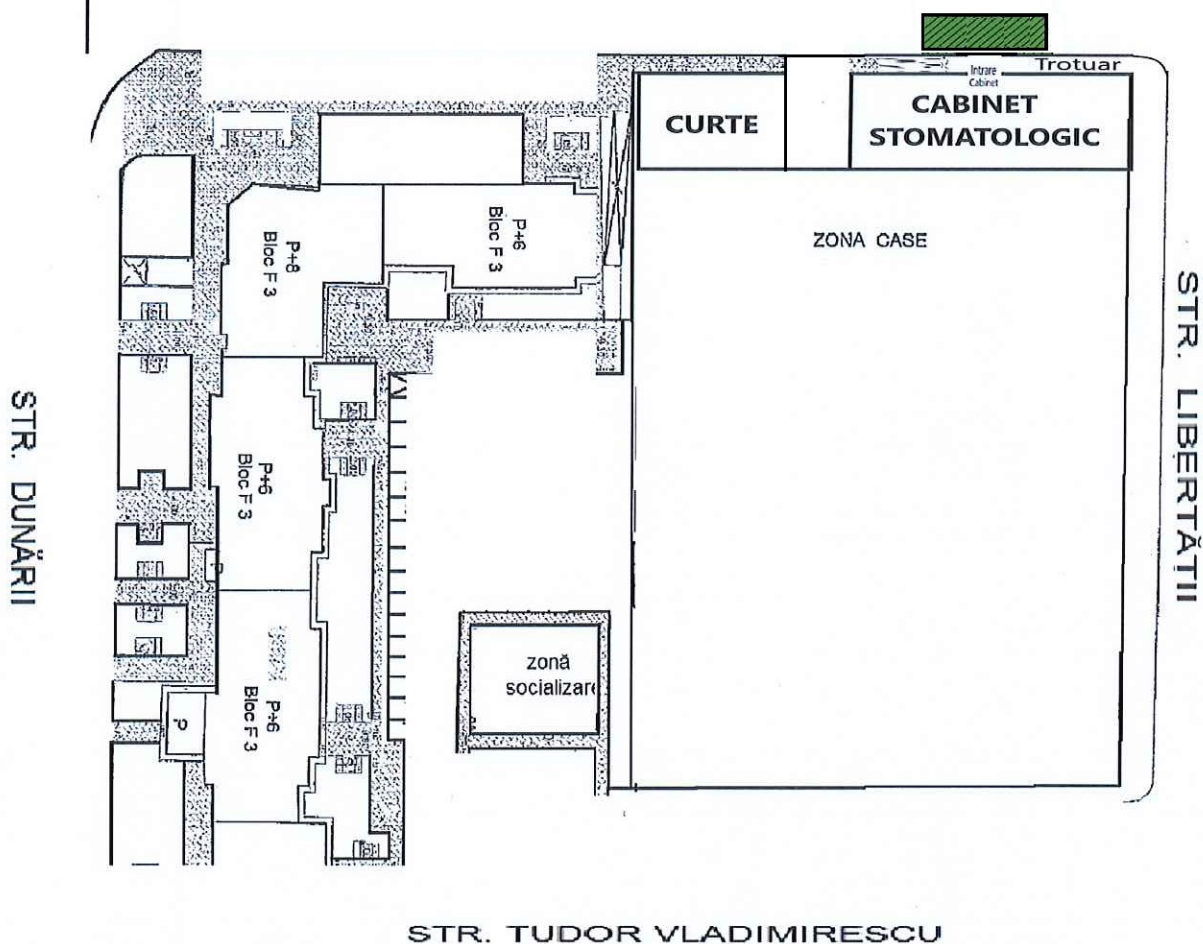 Trotuar
Intrare
Cabinet
CURTE
CABINET
STOMATOLOGIC
P+6
Bloc F 3
ZONA CASE
P+8
Bloc F 3
STR. LIBERTĂȚII
STR. DUNĂRII
P+6
Bloc F 3
zonă
socializare
P+6
Bloc F 3
P
STR. TUDOR VLADIMIRESCU